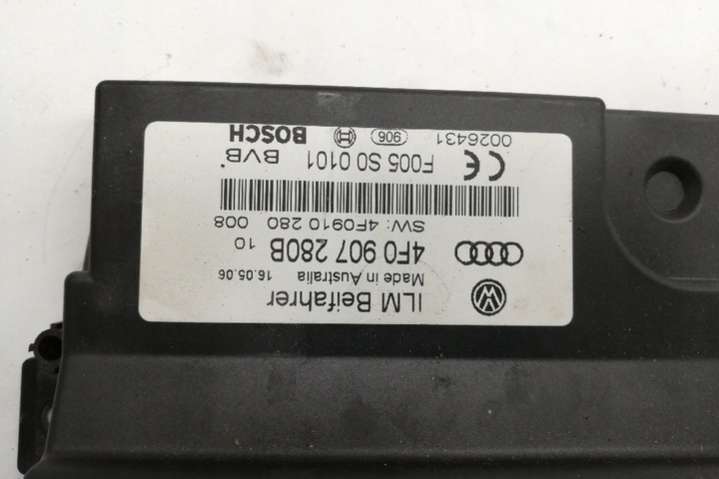 ILM Beifahrer
Made in Australia 16.05.06
4F0 907 280B 10
SW: 4F0910 280 008
F005 S0 0101 BVB
0026431 906 BOSCH